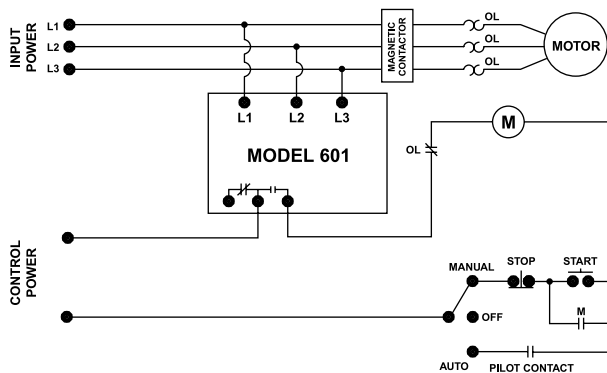 INPUT
POWER
L1
L2
L3
MAGNETIC
CONTACTOR
OL
OL
OL
MOTOR
L1 L2 L3
MODEL 601
OL
M
CONTROL
POWER
MANUAL
STOP
START
OFF
M
AUTO
PILOT CONTACT